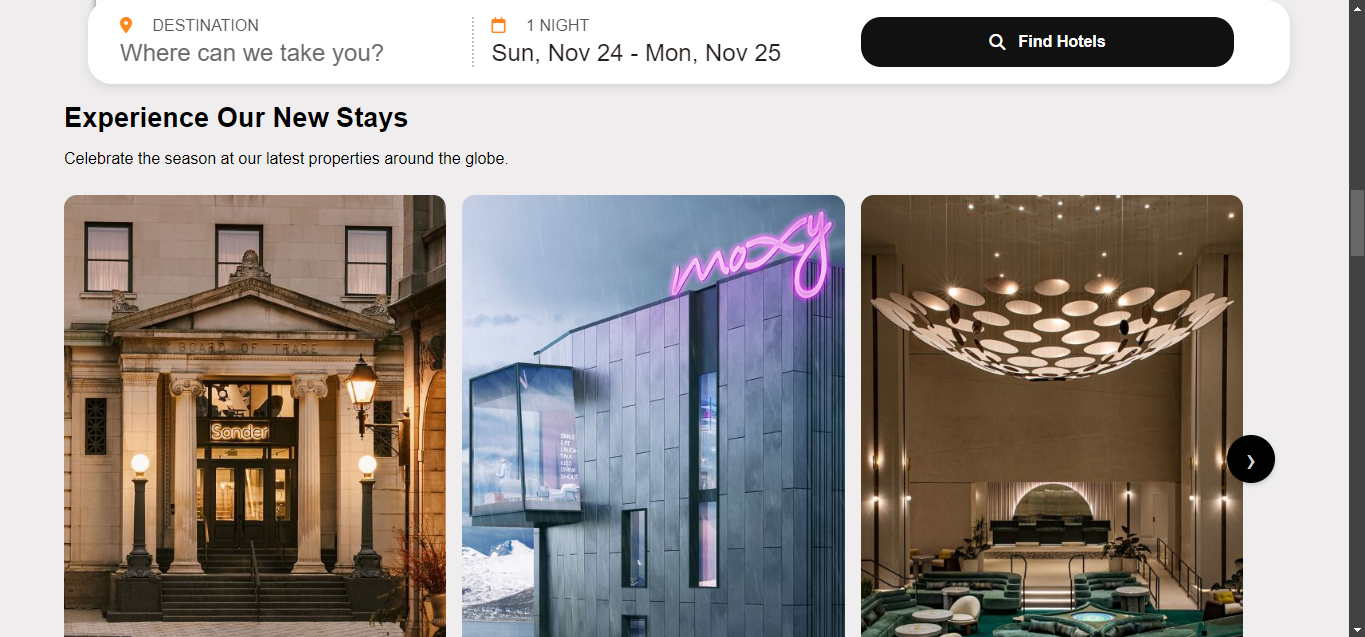 DESTINATION
Where can we take you?
1 NIGHT
Sun, Nov 24 - Mon, Nov 25
Find Hotels
Experience Our New Stays
Celebrate the season at our latest properties around the globe.
BOARD OF TRADE
Sonder
moxy
SMILE
LAUGH
TALK
KISS
DRINK
SHOUT